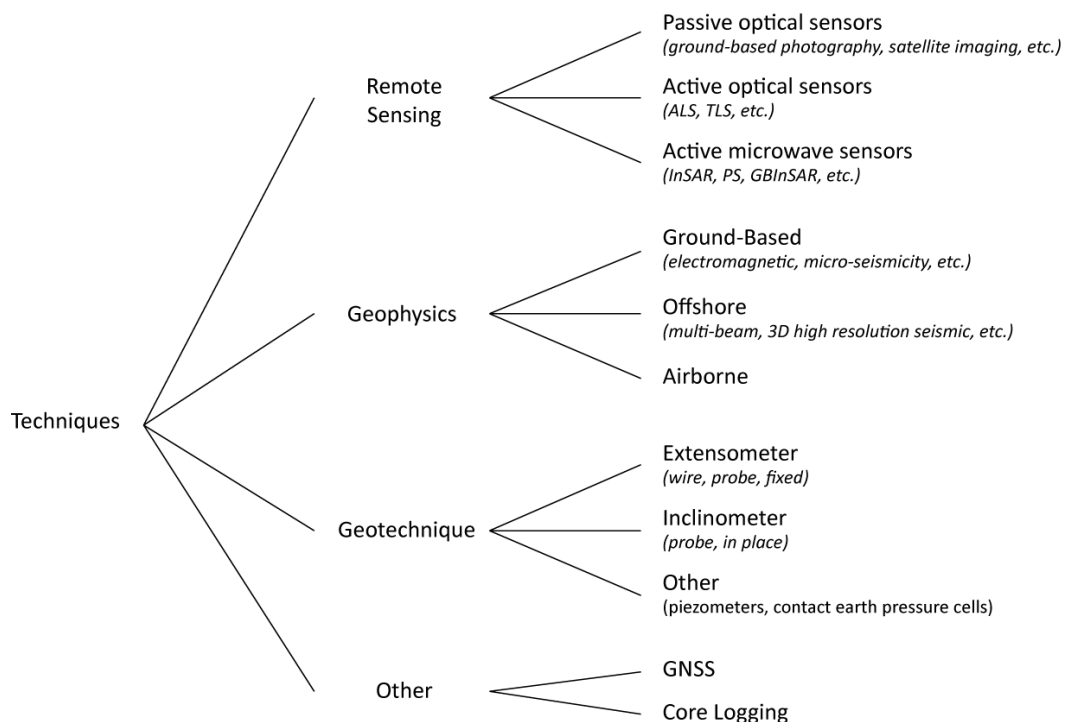 Techniques
Remote
Sensing
Passive optical sensors
(ground-based photography, satellite imaging, etc.)
Active optical sensors
(ALS, TLS, etc.)
Active microwave sensors
(InSAR, PS, GBInSAR, etc.)
Geophysics
Ground-Based
(electromagnetic, micro-seismicity, etc.)
Offshore
(multi-beam, 3D high resolution seismic, etc.)
Airborne
Geotechnique
Extensometer
(wire, probe, fixed)
Inclinometer
(probe, in place)
Other
(piezometers, contact earth pressure cells)
Other
GNSS
Core Logging